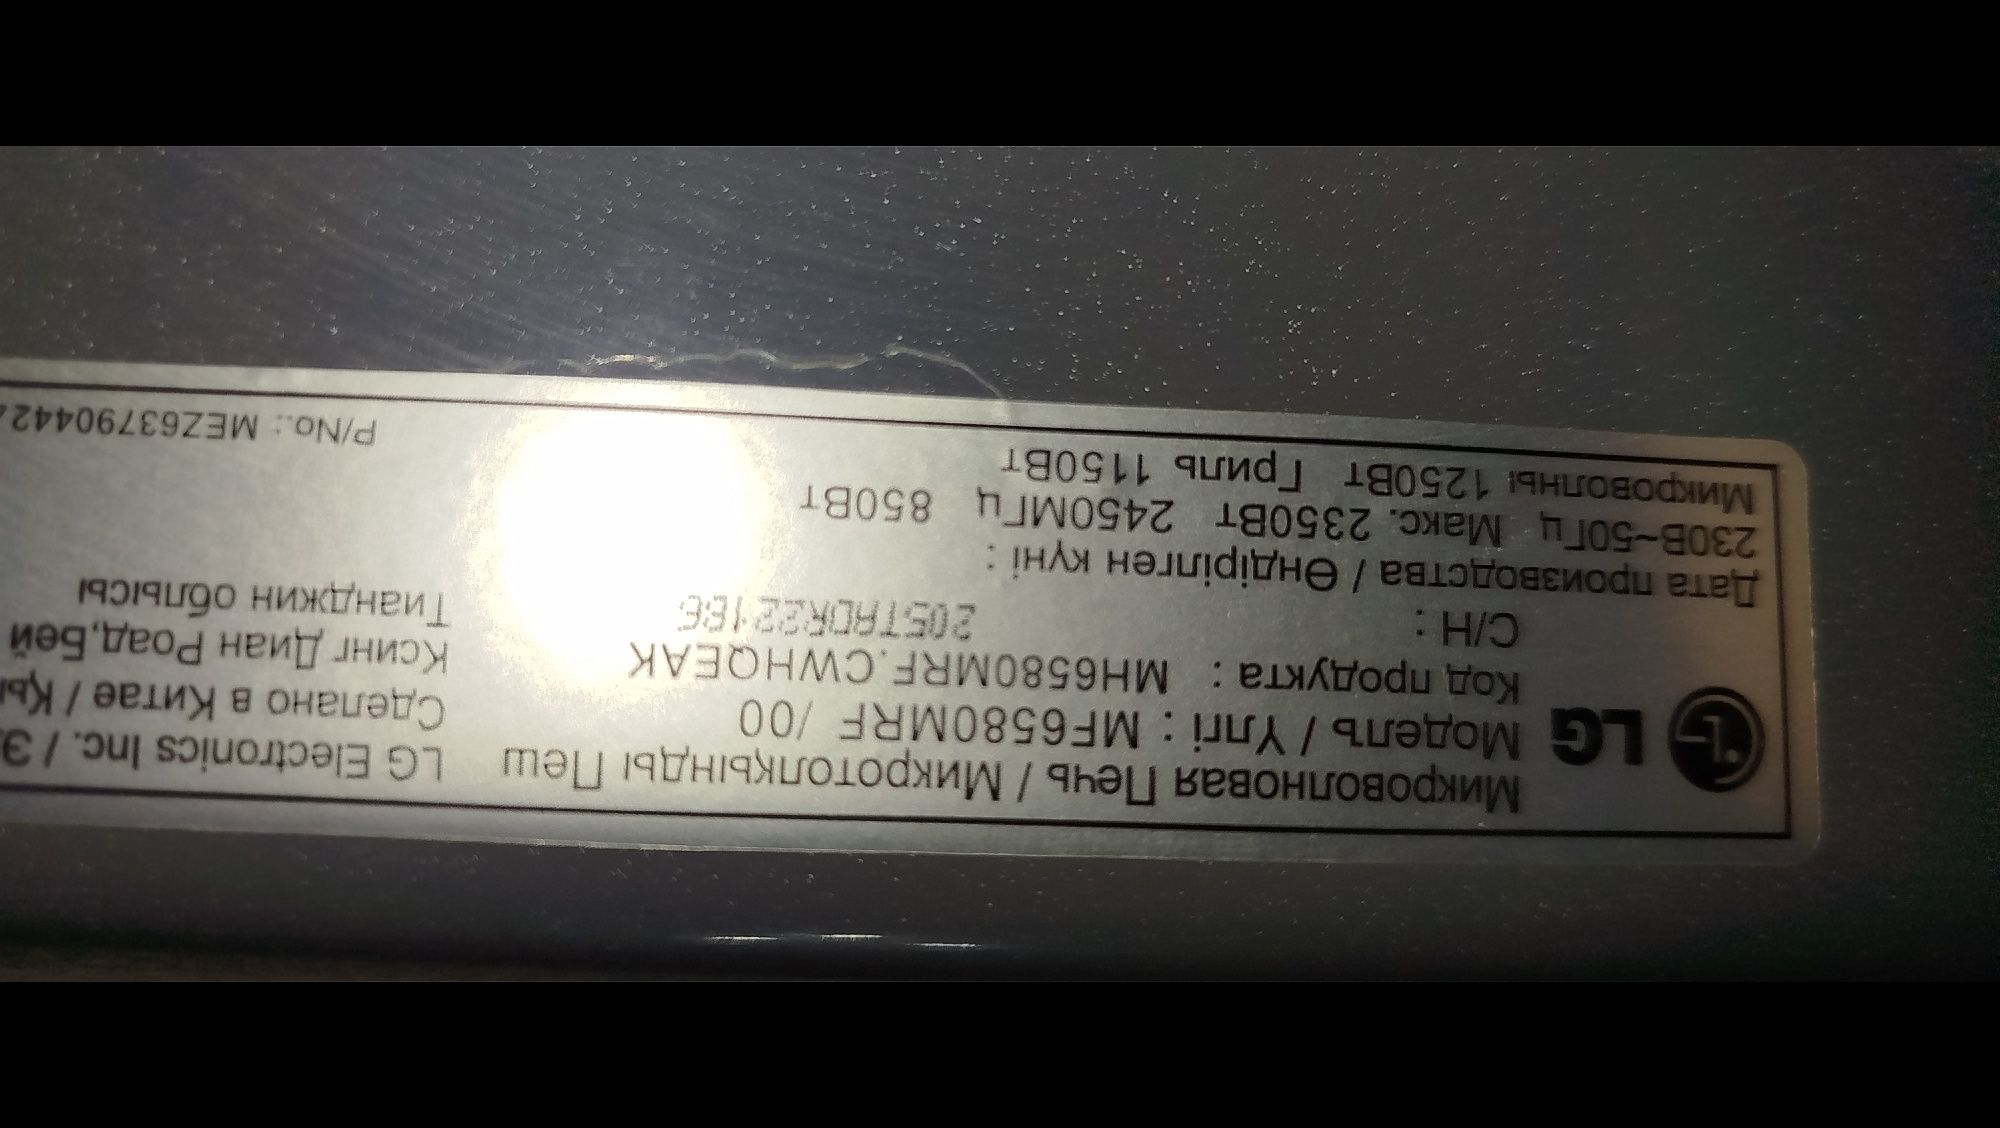 Микроволновая Печь / Микротолқынды Пеш
LG Модель / Үлгі : MF6580MRF /00
Код продукта : MH6580MRF.CWHQEAK
С/Н :
Дата производства / Өндірілген күні :
230В~50Гц Макс. 2350Вт 2450МГц 850Вт
Микроволны 1250Вт Гриль 1150Вт
LG Electronics Inc. /
Сделано в Китае /
Ксинг Диан Роад,Бей
Тианджин облысы
P/No.: MEZ6379044